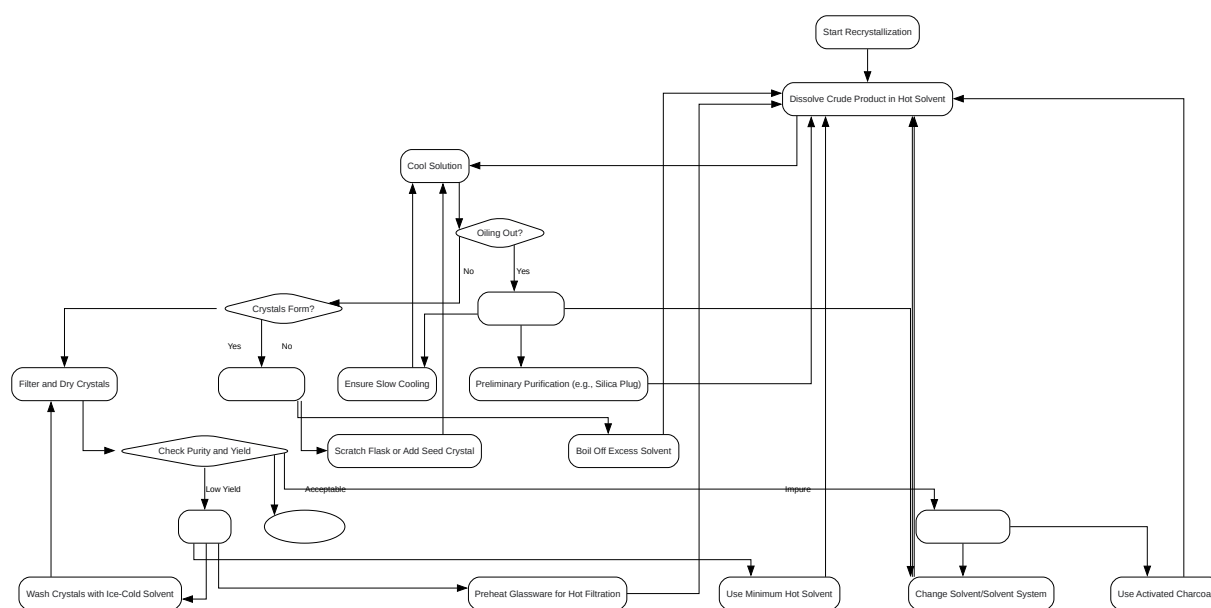 Start Recrystallization
Dissolve Crude Product in Hot Solvent
Cool Solution
Oiling Out?
No
Yes
Crystals Form?
Yes
No
Filter and Dry Crystals
Ensure Slow Cooling
Preliminary Purification (e.g., Silica Plug)
Check Purity and Yield
Scratch Flask or Add Seed Crystal
Boil Off Excess Solvent
Low Yield
Acceptable
Impure
Wash Crystals with Ice-Cold Solvent
Preheat Glassware for Hot Filtration
Use Minimum Hot Solvent
Change Solvent/Solvent System
Use Activated Charcoa